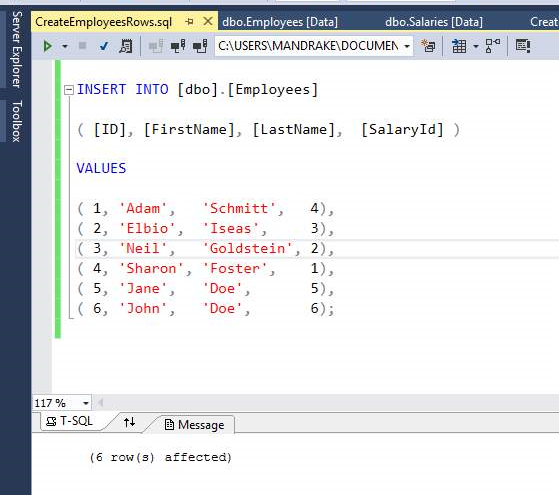 CreateEmployeesRows.sql dbo.Employees [Data] dbo.Salaries [Data] Creat
C:\USERS\MANDRAKE\DOCUMEN
Server Explorer
Toolbox
INSERT INTO [dbo].[Employees]
( [ID], [FirstName], [LastName],  [SalaryId] )
VALUES
( 1, 'Adam',   'Schmitt',   4),
( 2, 'Elbio',  'Iseas',     3),
( 3, 'Neil',   'Goldstein', 2),
( 4, 'Sharon', 'Foster',    1),
( 5, 'Jane',   'Doe',       5),
( 6, 'John',   'Doe',       6);
117 %
T-SQL Message
(6 row(s) affected)